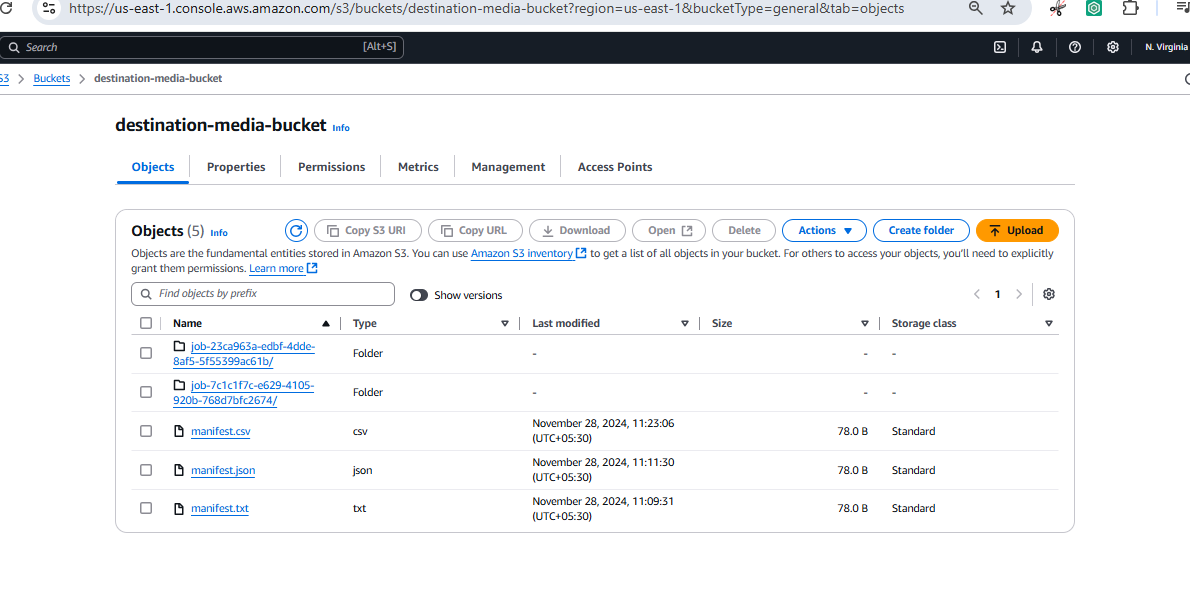 https://us-east-1.console.aws.amazon.com/s3/buckets/destination-media-bucket?region=us-east-1&bucketType=general&tab=objects
Search [Alt+S] N. Virginia
S3 > Buckets > destination-media-bucket
destination-media-bucket Info
Objects Properties Permissions Metrics Management Access Points
Objects (5) Info Copy S3 URI Copy URL Download Open Delete Actions Create folder Upload
Objects are the fundamental entities stored in Amazon S3. You can use Amazon S3 inventory to get a list of all objects in your bucket. For others to access your objects, you'll need to explicitly
grant them permissions. Learn more
Find objects by prefix Show versions 1
Name Type Last modified Size Storage class
job-23ca963a-edbf-4dde-
8af5-5f55399ac61b/ Folder - - -
job-7c1c1f7c-e629-4105-
920b-768d7bfc2674/ Folder - - -
manifest.csv csv November 28, 2024, 11:23:06
(UTC+05:30) 78.0 B Standard
manifest.json json November 28, 2024, 11:11:30
(UTC+05:30) 78.0 B Standard
manifest.txt txt November 28, 2024, 11:09:31
(UTC+05:30) 78.0 B Standard